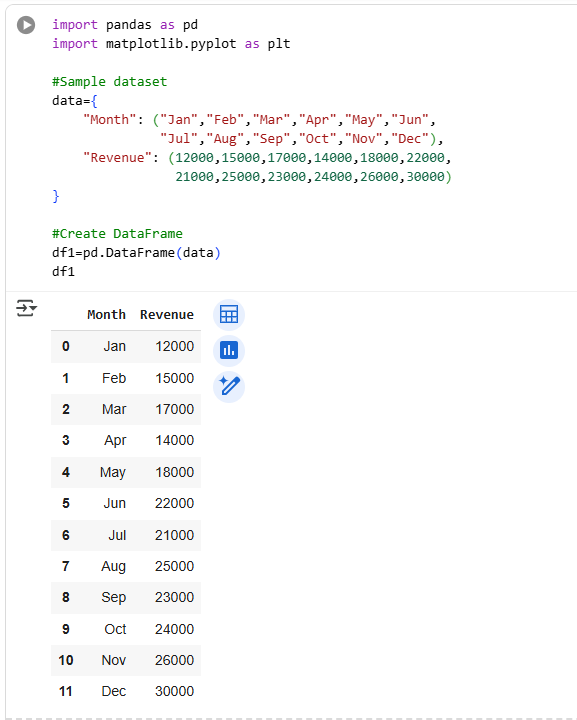 import pandas as pd
import matplotlib.pyplot as plt
#Sample dataset
data={
"Month": ("Jan","Feb","Mar","Apr","May","Jun",
"Jul","Aug","Sep","Oct","Nov","Dec"),
"Revenue": (12000,15000,17000,14000,18000,22000,
21000,25000,23000,24000,26000,30000)
}
#Create DataFrame
df1=pd.DataFrame(data)
df1
Month Revenue
0 Jan 12000
1 Feb 15000
2 Mar 17000
3 Apr 14000
4 May 18000
5 Jun 22000
6 Jul 21000
7 Aug 25000
8 Sep 23000
9 Oct 24000
10 Nov 26000
11 Dec 30000